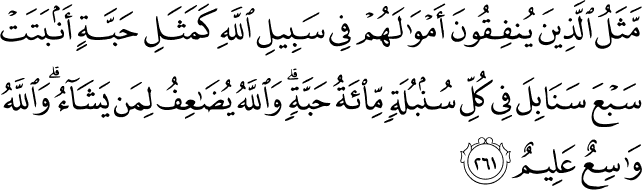 مَّثَلُ ٱلَّذِينَ يُنفِقُونَ أَمْوَٰلَهُمْ فِى سَبِيلِ ٱللَّهِ كَمَثَلِ حَبَّةٍ أَنۢبَتَتْ
سَبْعَ سَنَابِلَ فِى كُلِّ سُنۢبُلَةٍ مِّا۟ئَةُ حَبَّةٍ ۗ وَٱللَّهُ يُضَٰعِفُ لِمَن يَشَآءُ ۗ وَٱللَّهُ
وَٰسِعٌ عَلِيمٌ ٢٦١